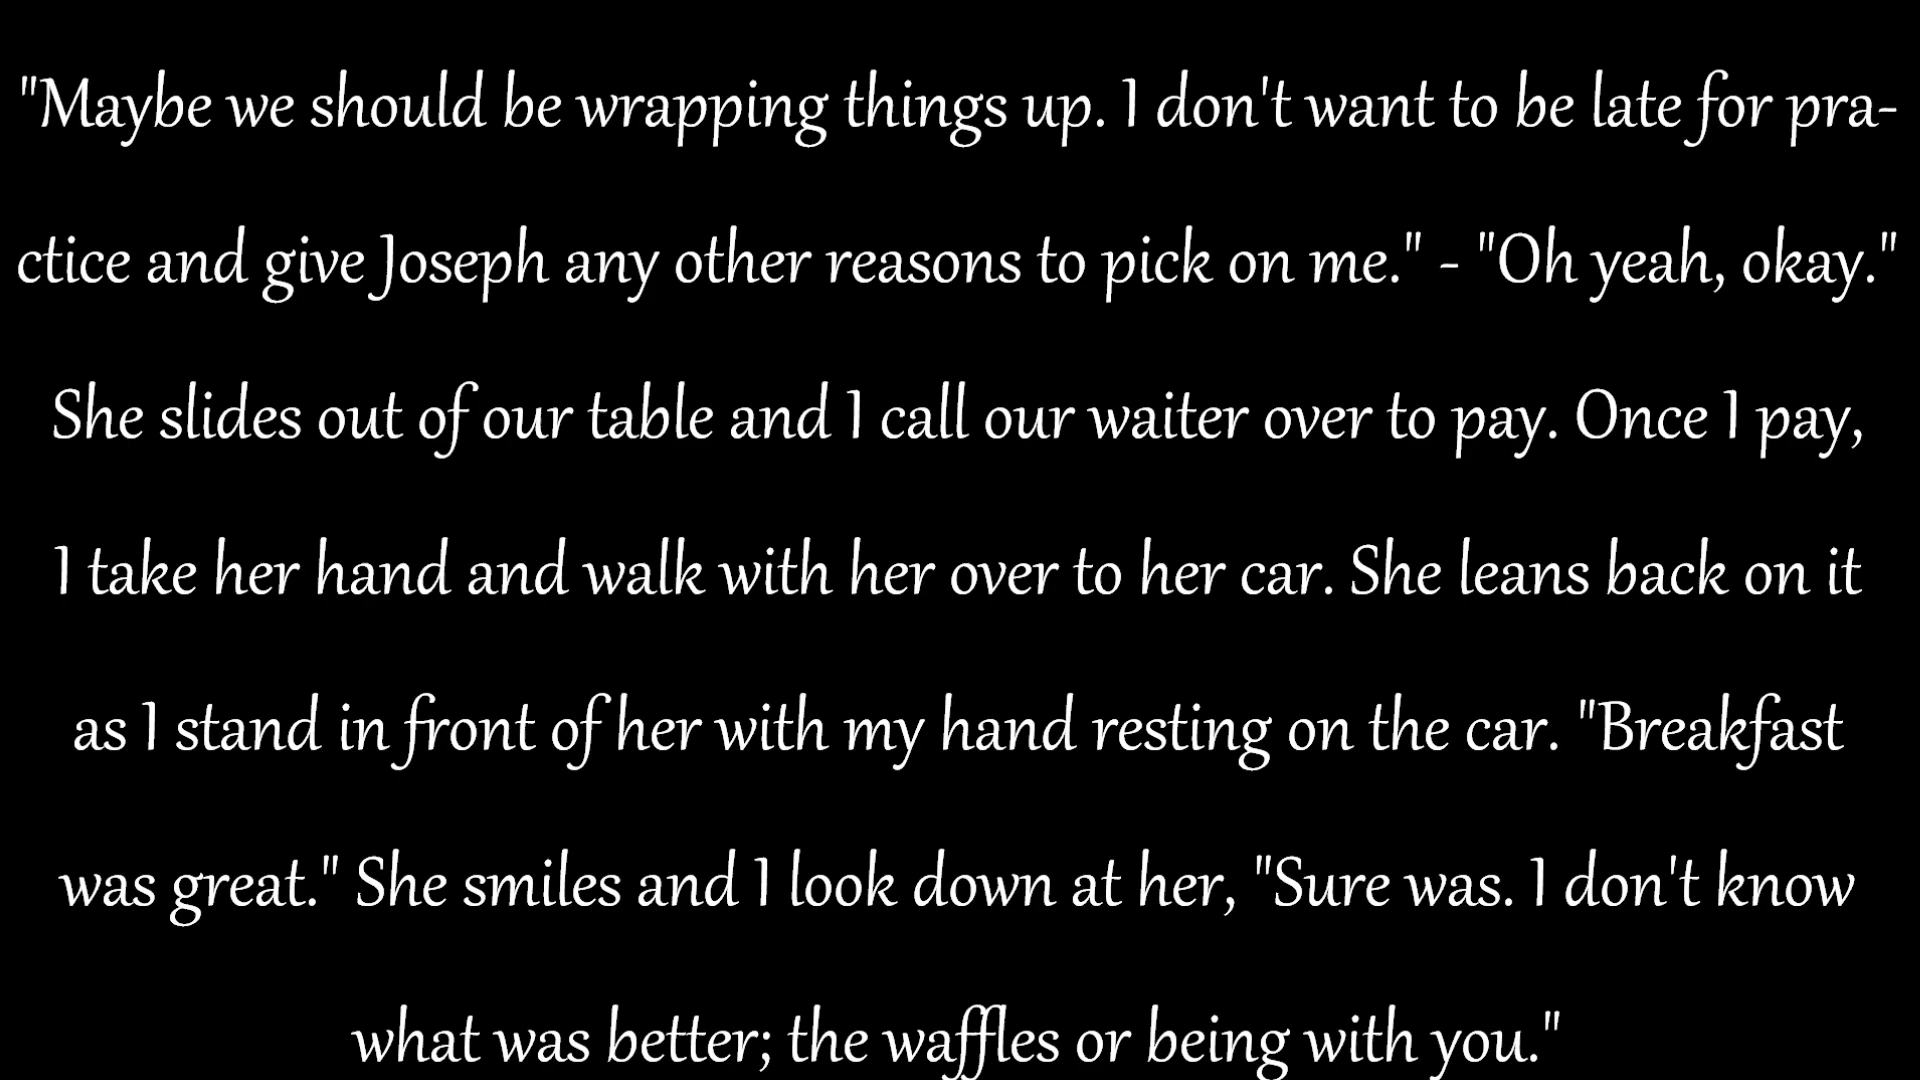 "Maybe we should be wrapping things up. I don't want to be late for pra-
ctice and give Joseph any other reasons to pick on me." - "Oh yeah, okay."
She slides out of our table and I call our waiter over to pay. Once I pay,
I take her hand and walk with her over to her car. She leans back on it
as I stand in front of her with my hand resting on the car. "Breakfast
was great." She smiles and I look down at her, "Sure was. I don't know
what was better; the waffles or being with you."